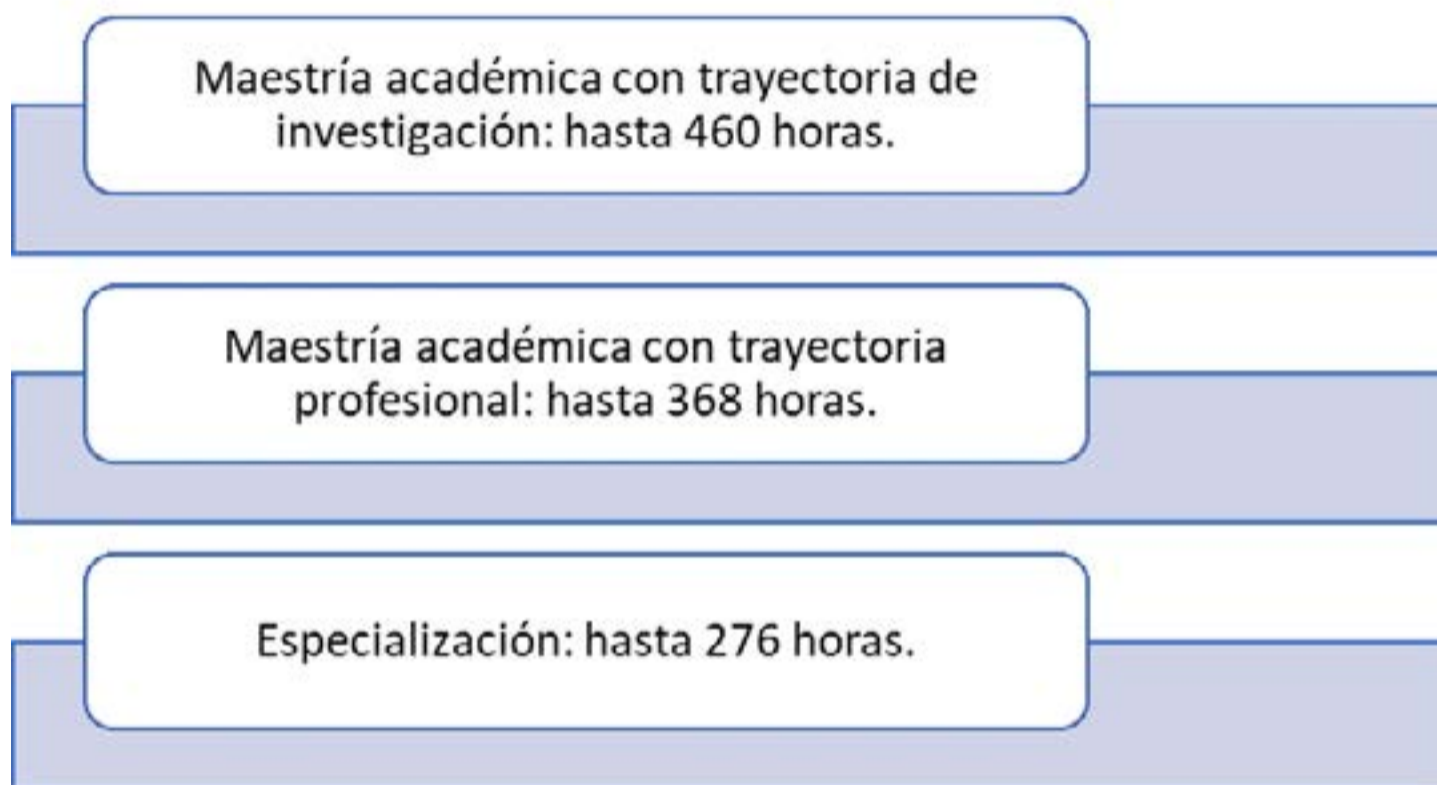 Maestría académica con trayectoria de
investigación: hasta 460 horas.
Maestría académica con trayectoria
profesional: hasta 368 horas.
Especialización: hasta 276 horas.